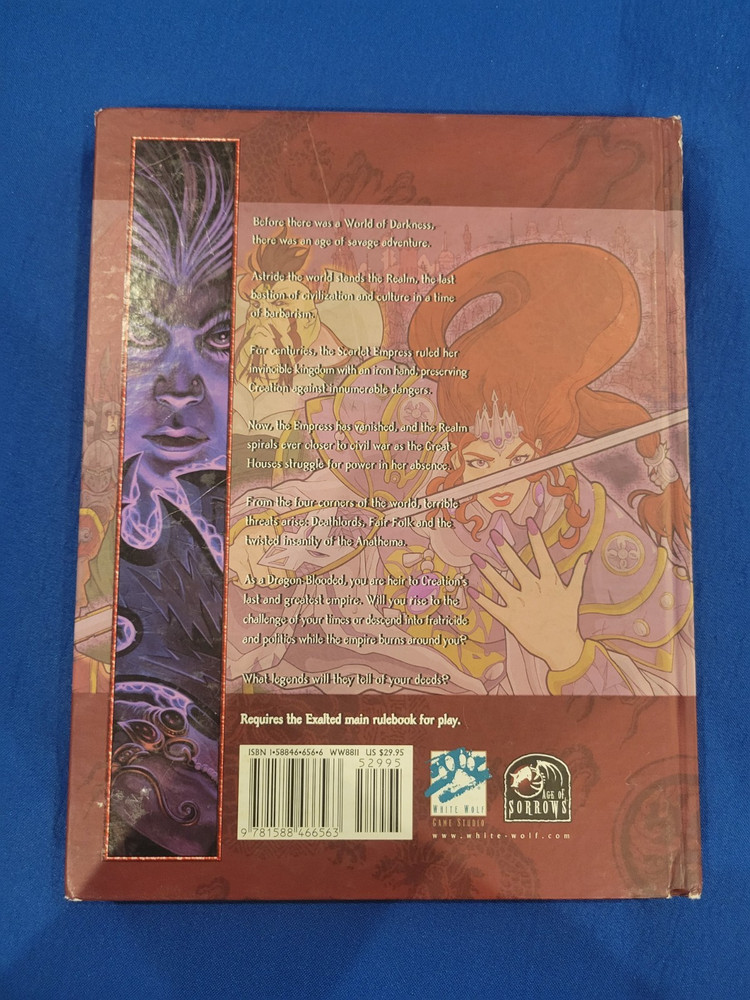 Before there was a World of Darkness,
there was an age of savage adventure.
Astride the world stands the Realm, the last
bastion of civilization and culture in a time
of barbarism.
For centuries, the Scarlet Empress ruled her
invincible kingdom with an iron hand, preserving
Creation against innumerable dangers.
Now, the Empress has vanished, and the Realm
spirals ever closer to civil war as the Great
Houses struggle for power in her absence.
From the four corners of the world, terrible
threats arise: Deathlords, Fair Folk and the
twisted insanity of the Anathema.
As a Dragon-Blooded, you are heir to Creation's
last and greatest empire. Will you rise to the
challenge of your times or descend into fratricide
and politics while the empire burns around you?
What legends will they tell of your deeds?
Requires the Exalted main rulebook for play.
ISBN 1•58846•656•6 WW8811 US $29.95
52995
9 781588 466563
WHITE WOLF
GAME STUDIO
AGE OF
SORROWS
www.white-wolf.com